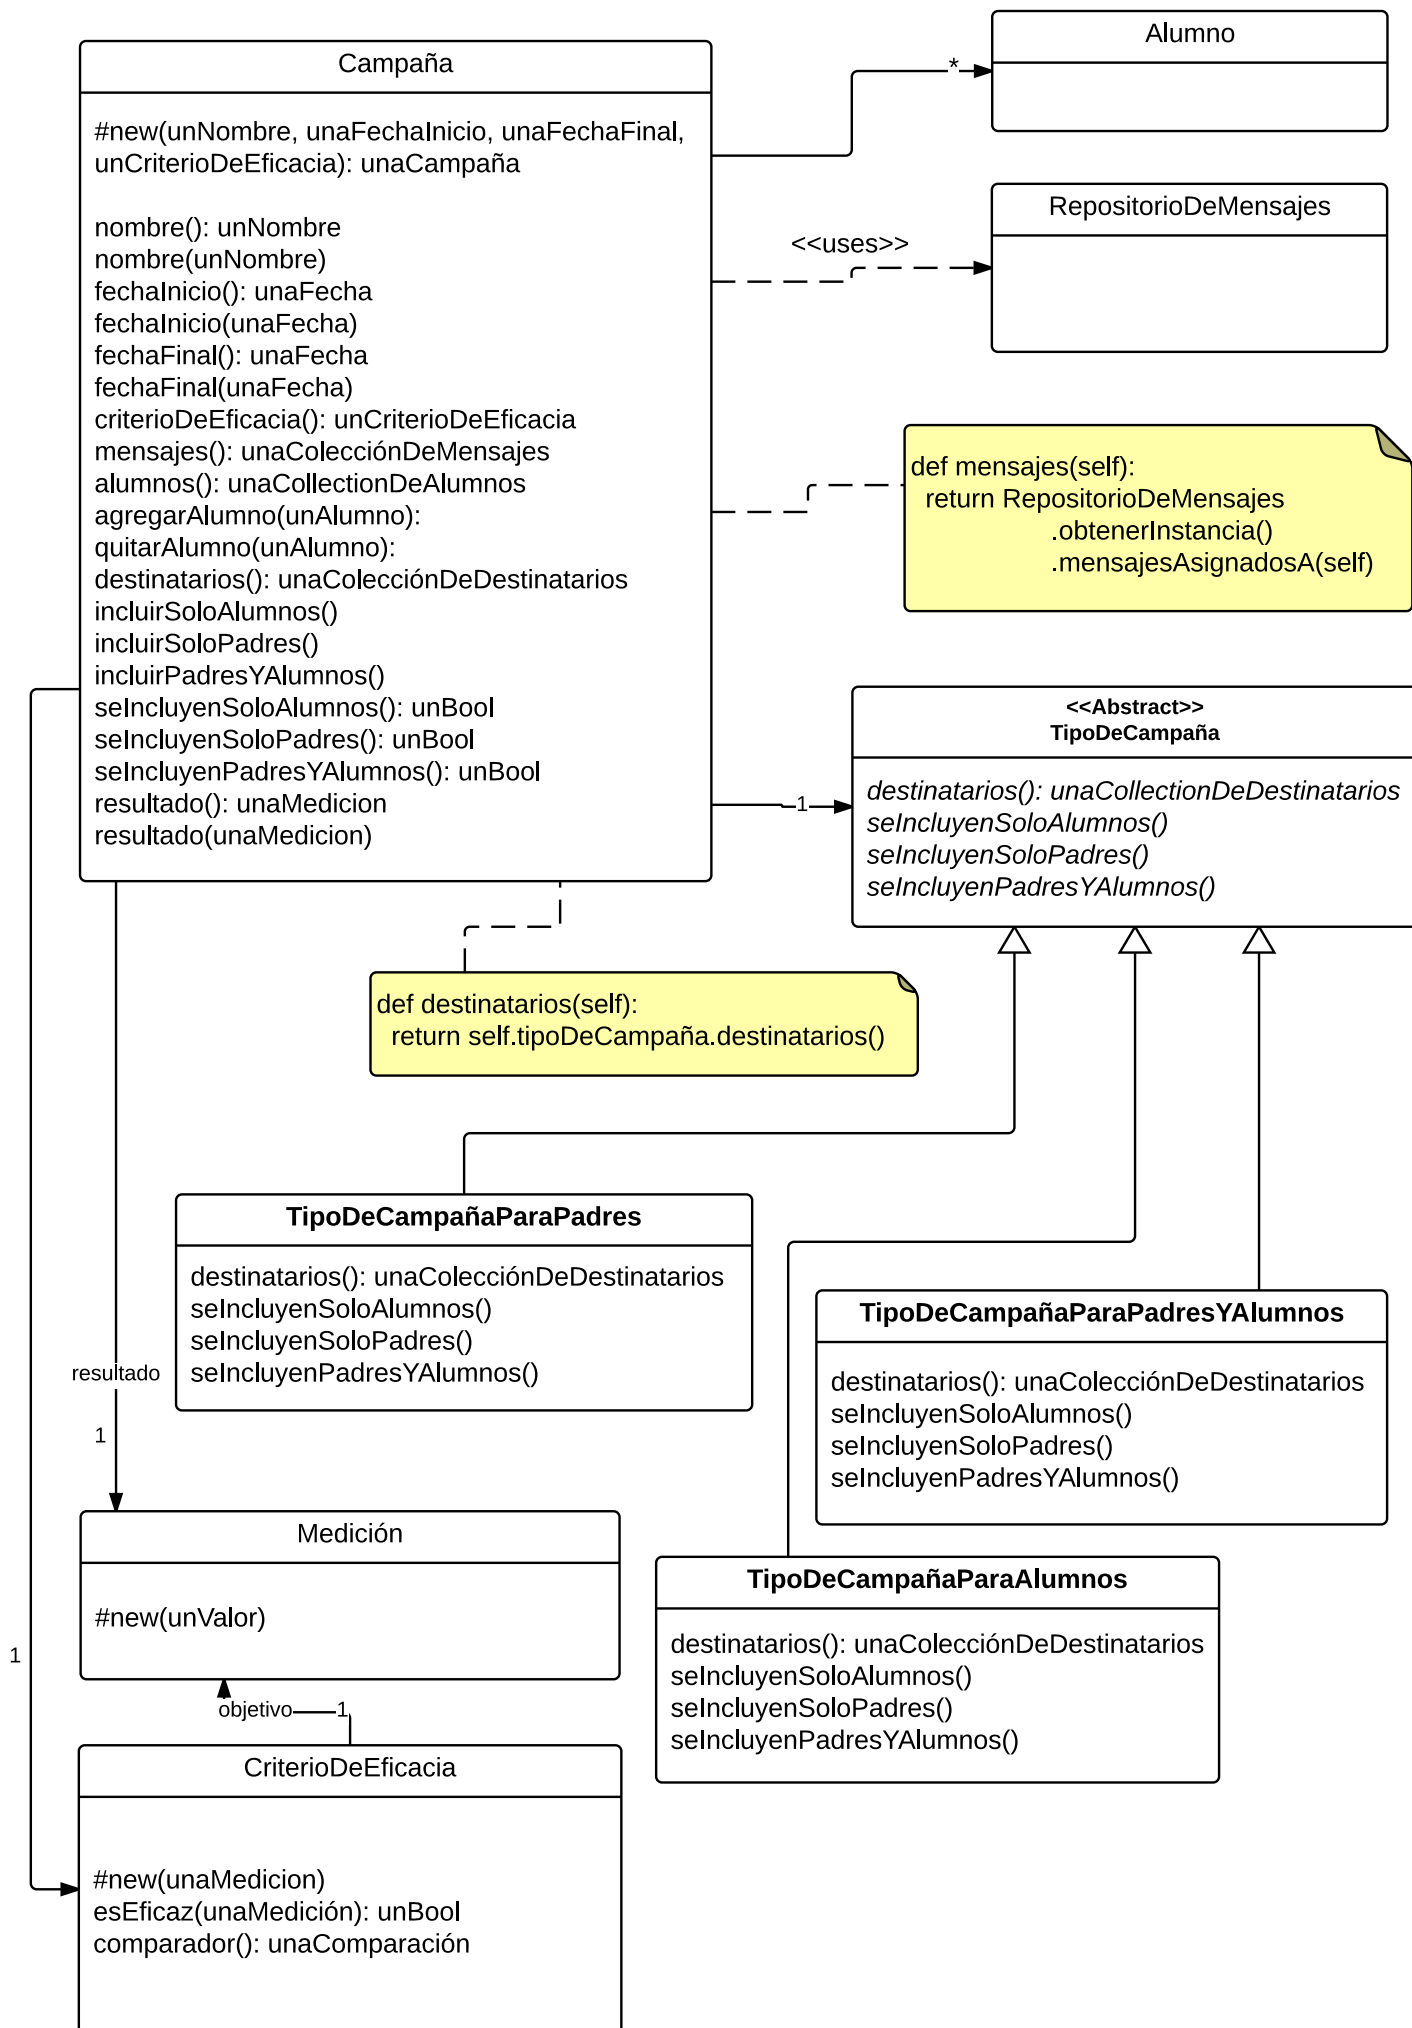 Campaña
#new(unNombre, unaFechaInicio, unaFechaFinal,
unCriterioDeEficacia): unaCampaña
nombre(): unNombre
nombre(unNombre)
fechaInicio(): unaFecha
fechaInicio(unaFecha)
fechaFinal(): unaFecha
fechaFinal(unaFecha)
criterioDeEficacia(): unCriterioDeEficacia
mensajes(): unaColecciónDeMensajes
alumnos(): unaCollectionDeAlumnos
agregarAlumno(unAlumno):
quitarAlumno(unAlumno):
destinatarios(): unaColecciónDeDestinatarios
incluirSoloAlumnos()
incluirSoloPadres()
incluirPadresYAlumnos()
seIncluyenSoloAlumnos(): unBool
seIncluyenSoloPadres(): unBool
seIncluyenPadresYAlumnos(): unBool
resultado(): unaMedicion
resultado(unaMedicion)
*
Alumno
<<uses>>
RepositorioDeMensajes
def mensajes(self):
return RepositorioDeMensajes
.obtenerInstancia()
.mensajesAsignadosA(self)
1
<<Abstract>>
TipoDeCampaña
destinatarios(): unaCollectionDeDestinatarios
seIncluyenSoloAlumnos()
seIncluyenSoloPadres()
seIncluyenPadresYAlumnos()
def destinatarios(self):
return self.tipoDeCampaña.destinatarios()
TipoDeCampañaParaPadres
destinatarios(): unaColecciónDeDestinatarios
seIncluyenSoloAlumnos()
seIncluyenSoloPadres()
seIncluyenPadresYAlumnos()
TipoDeCampañaParaPadresYAlumnos
destinatarios(): unaColecciónDeDestinatarios
seIncluyenSoloAlumnos()
seIncluyenSoloPadres()
seIncluyenPadresYAlumnos()
resultado
1
Medición
#new(unValor)
TipoDeCampañaParaAlumnos
destinatarios(): unaColecciónDeDestinatarios
seIncluyenSoloAlumnos()
seIncluyenSoloPadres()
seIncluyenPadresYAlumnos()
1
objetivo
1
CriterioDeEficacia
#new(unaMedicion)
esEficaz(unaMedición): unBool
comparador(): unaComparación